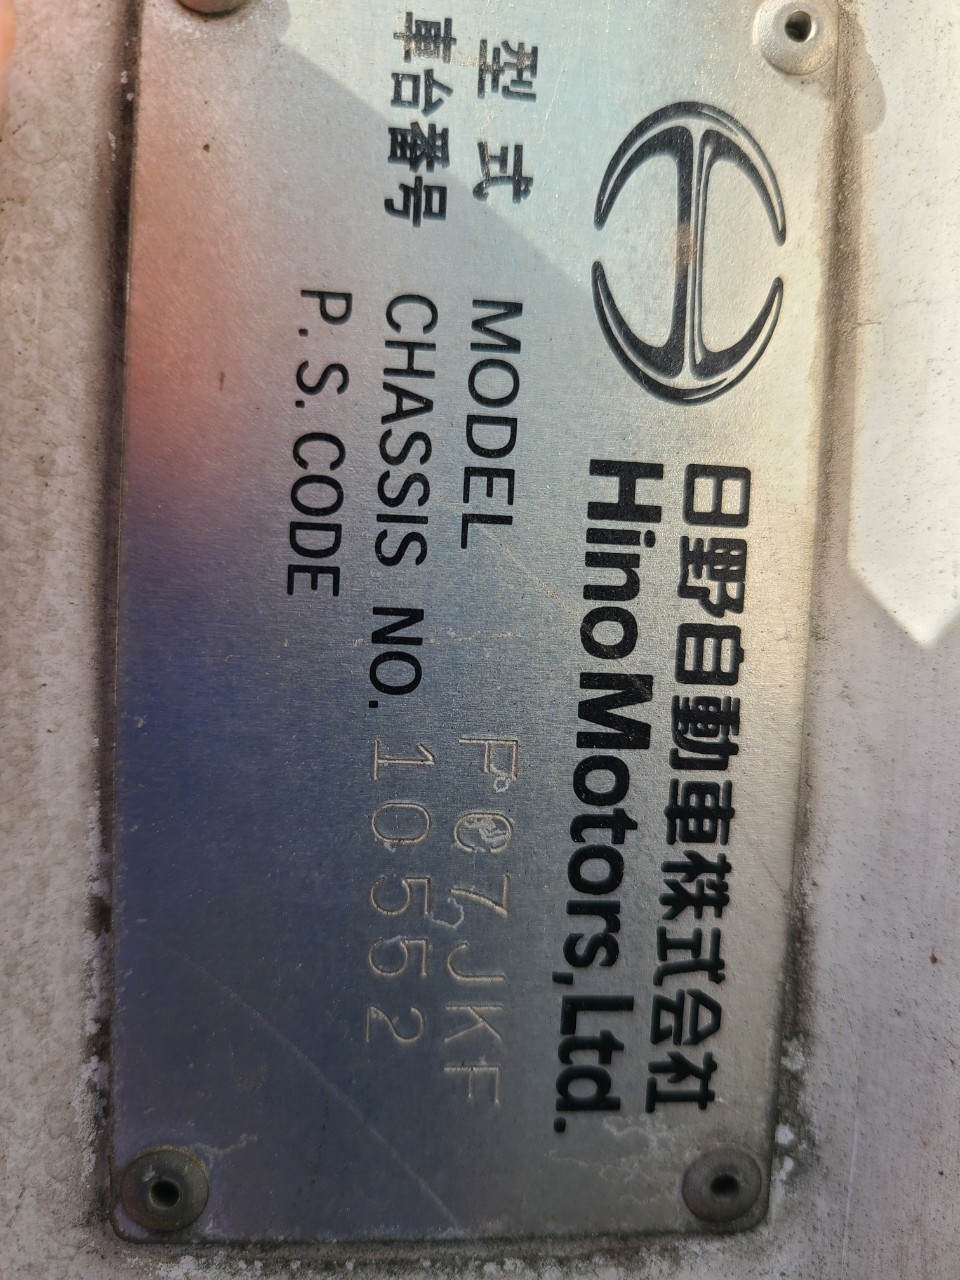 日野自動車株式会社
Hino Motors, Ltd.
型式 MODEL FC7JKF
車台番号 CHASSIS NO. 10552
P.S. CODE